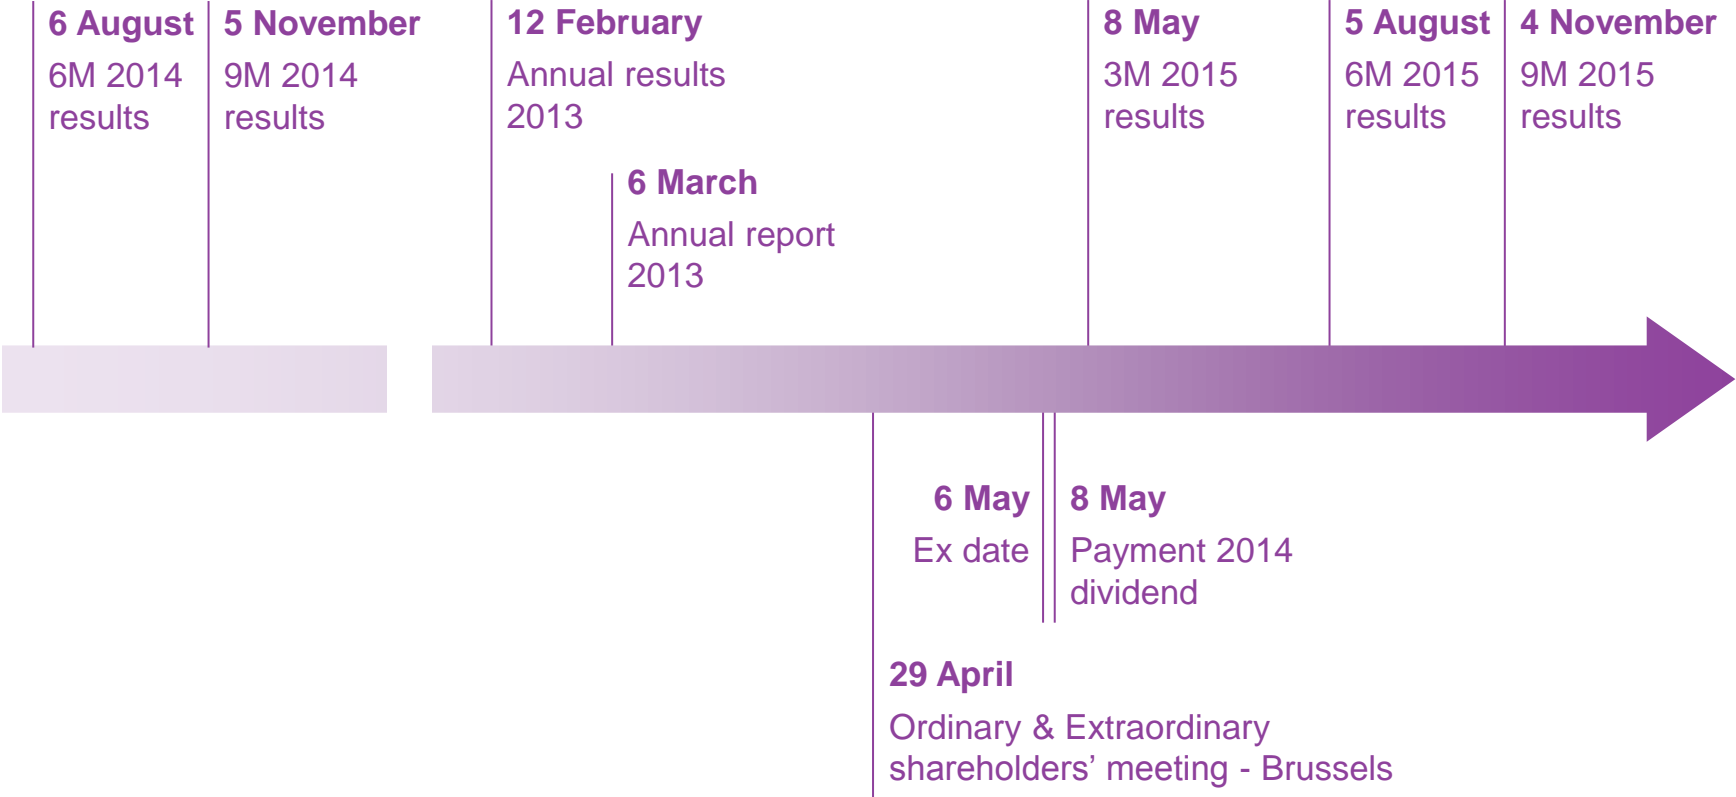 6 August
6M 2014
results
5 November
9M 2014
results
12 February
Annual results
2013
6 March
Annual report
2013
8 May
3M 2015
results
5 August
6M 2015
results
4 November
9M 2015
results
6 May
Ex date
8 May
Payment 2014
dividend
29 April
Ordinary & Extraordinary
shareholders’ meeting - Brussels